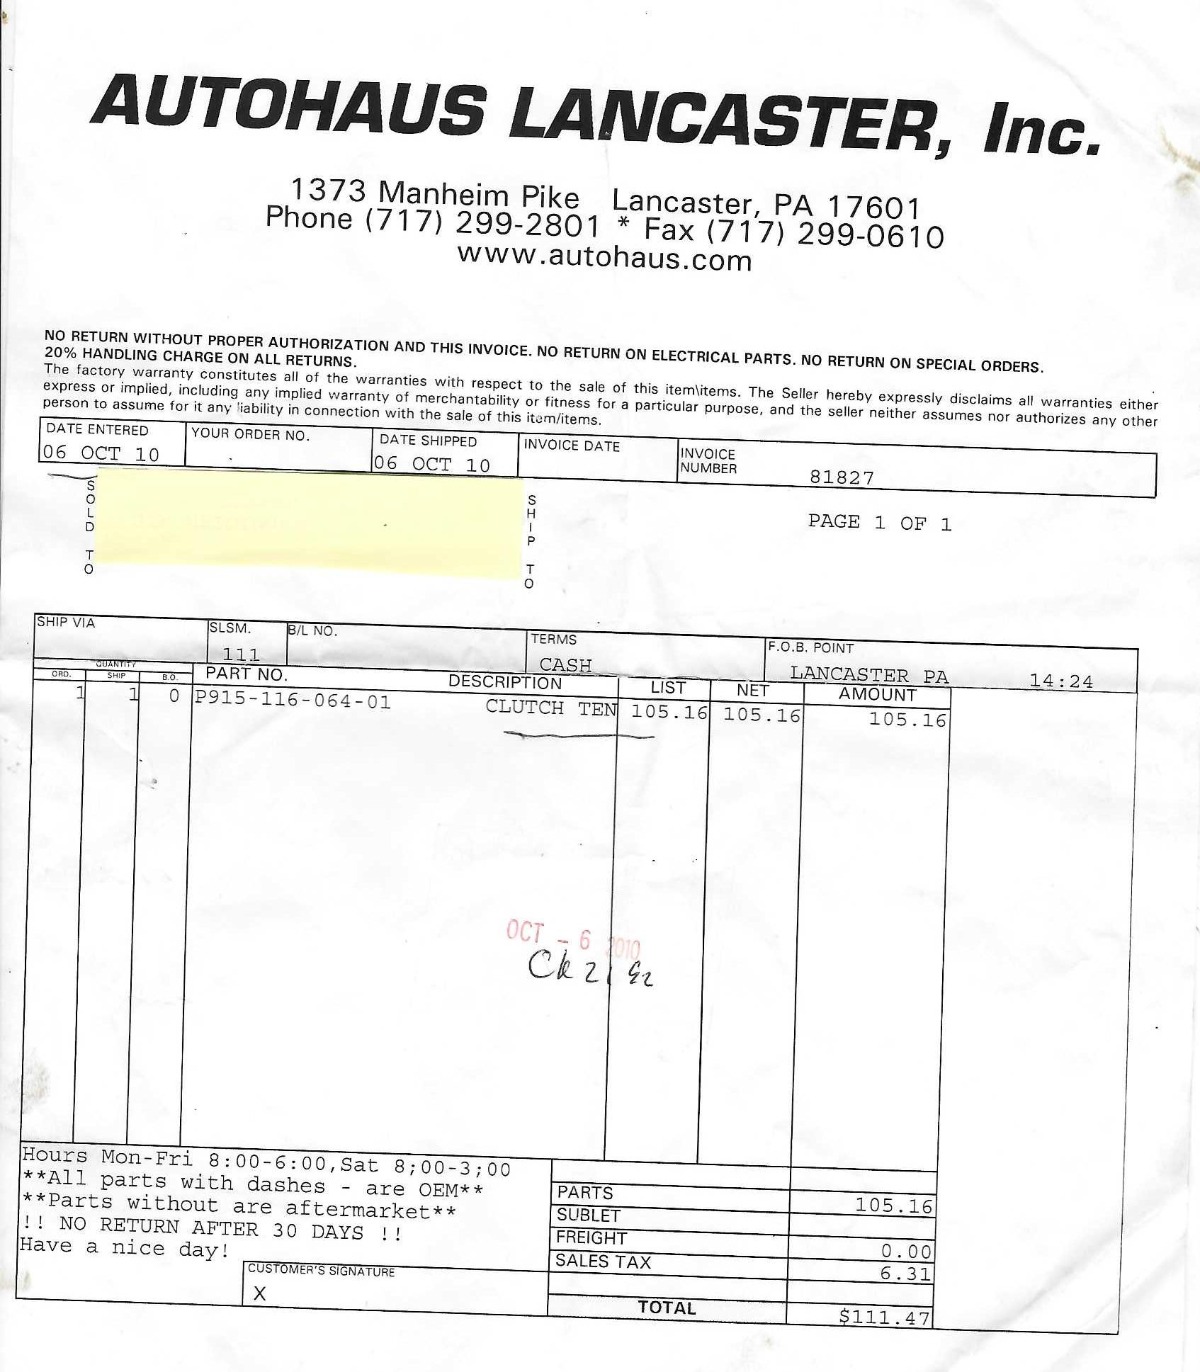 AUTOHAUS LANCASTER, Inc.
1373 Manheim Pike Lancaster, PA 17601
Phone (717) 299-2801 * Fax (717) 299-0610
www.autohaus.com
NO RETURN WITHOUT PROPER AUTHORIZATION AND THIS INVOICE. NO RETURN ON ELECTRICAL PARTS. NO RETURN ON SPECIAL ORDERS.
20% HANDLING CHARGE ON ALL RETURNS.
The factory warranty constitutes all of the warranties with respect to the sale of this item\items. The Seller hereby expressly disclaims all warranties either
express or implied, including any implied warranty of merchantability or fitness for a particular purpose, and the seller neither assumes nor authorizes any other
person to assume for it any liability in connection with the sale of this item/items.
DATE ENTERED YOUR ORDER NO. DATE SHIPPED INVOICE DATE INVOICE NUMBER
06 OCT 10 06 OCT 10 81827
SOLD TO SHIP TO
PAGE 1 OF 1
SHIP VIA SLSM. B/L NO. TERMS F.O.B. POINT
111 CASH LANCASTER PA 14:24
QUANTITY
ORD. SHIP B.O. PART NO. DESCRIPTION LIST NET AMOUNT
1 1 0 P915-116-064-01 CLUTCH TEN 105.16 105.16 105.16
OCT - 6 2010
Ck 21
Hours Mon-Fri 8:00-6:00,Sat 8;00-3;00
**All parts with dashes - are OEM**
**Parts without are aftermarket**
!! NO RETURN AFTER 30 DAYS !!
Have a nice day!
CUSTOMER'S SIGNATURE
X
PARTS 105.16
SUBLET
FREIGHT 0.00
SALES TAX 6.31
TOTAL $111.47